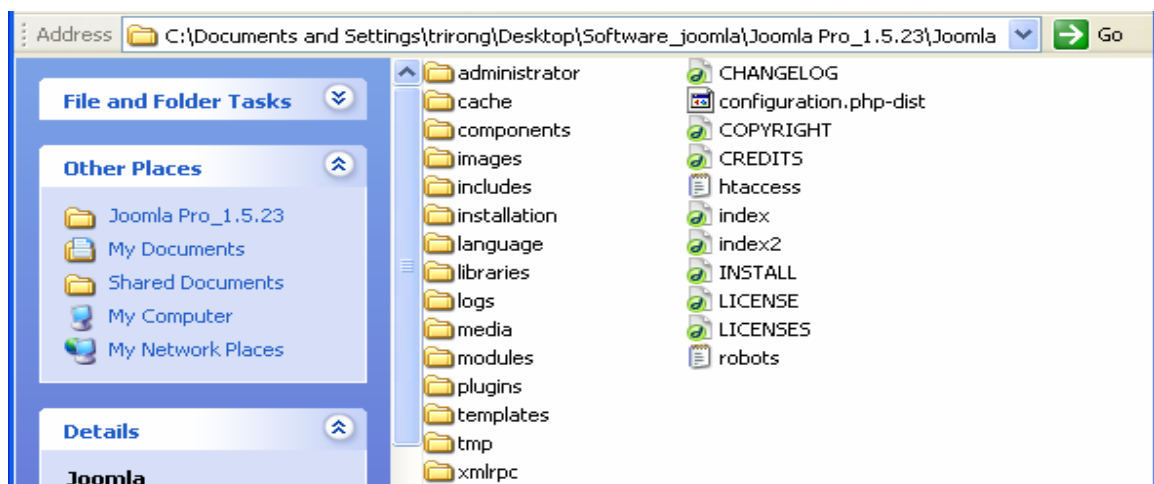 Address C:\Documents and Settings\trirong\Desktop\Software_joomla\Joomla Pro_1.5.23\Joomla Go
File and Folder Tasks
Other Places
Joomla Pro_1.5.23
My Documents
Shared Documents
My Computer
My Network Places
Details
Joomla
administrator
cache
components
images
includes
installation
language
libraries
logs
media
modules
plugins
templates
tmp
xmlrpc
CHANGELOG
configuration.php-dist
COPYRIGHT
CREDITS
htaccess
index
index2
INSTALL
LICENSE
LICENSES
robots